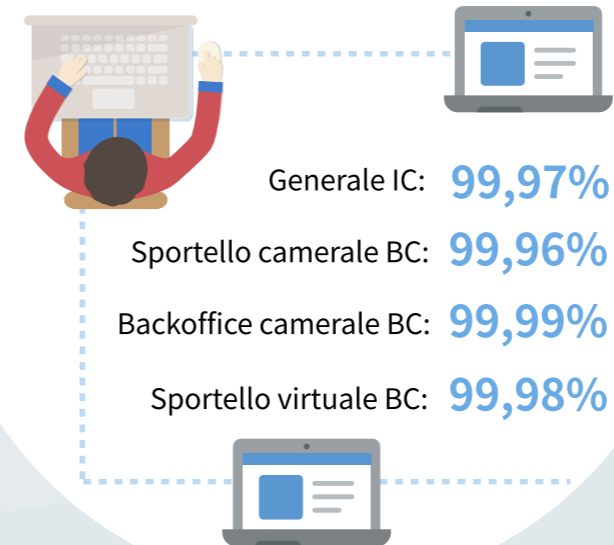 Generale IC: 99,97%
Sportello camerale BC: 99,96%
Backoffice camerale BC: 99,99%
Sportello virtuale BC: 99,98%